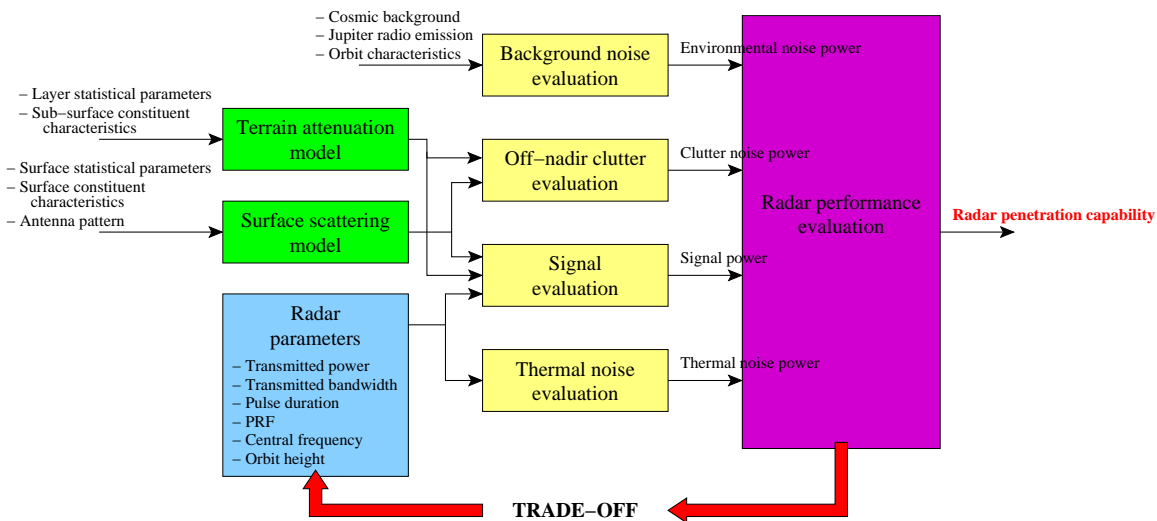 – Cosmic background
– Jupiter radio emission
– Orbit characteristics
Background noise
evaluation
Environmental noise power
– Layer statistical parameters
– Sub−surface constituent
characteristics
Terrain attenuation
model
Off−nadir clutter
evaluation
Clutter noise power
– Surface statistical parameters
– Surface constituent
characteristics
– Antenna pattern
Surface scattering
model
Signal
evaluation
Signal power
Radar performance
evaluation
Radar penetration capability
Radar
parameters
– Transmitted power
– Transmitted bandwidth
– Pulse duration
– PRF
– Central frequency
– Orbit height
Thermal noise
evaluation
Thermal noise power
TRADE−OFF